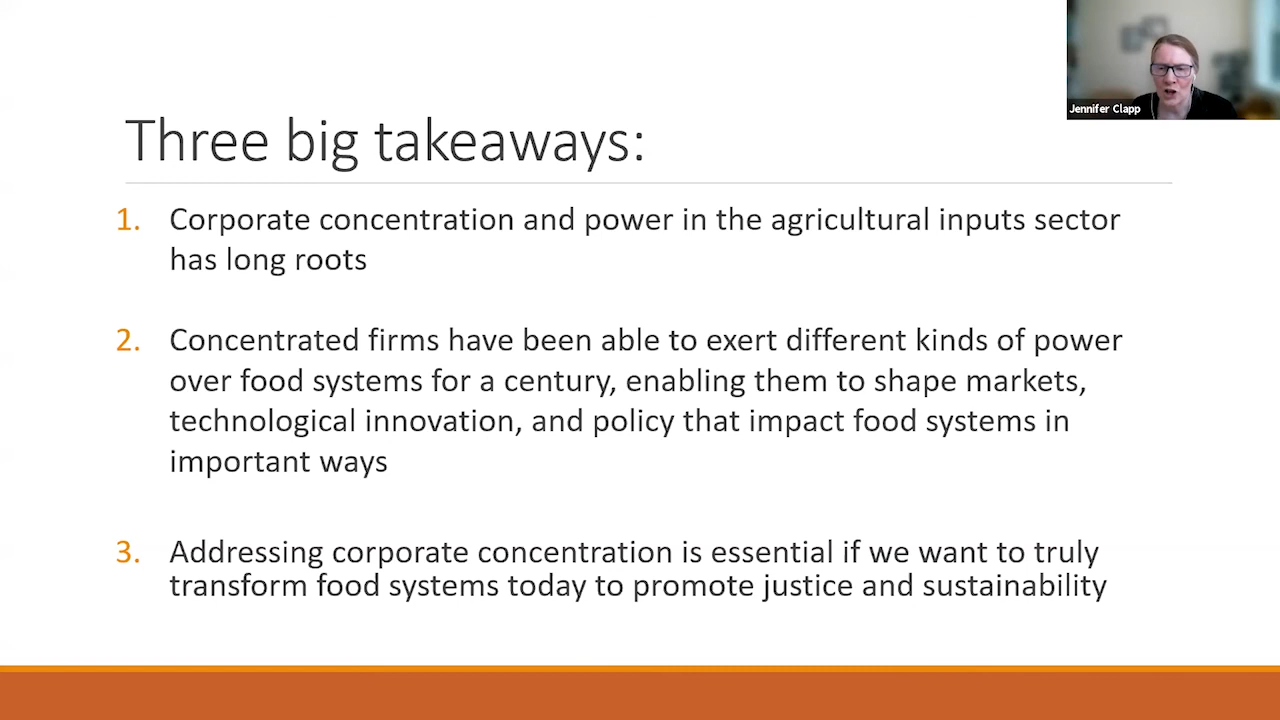 Jennifer Clapp
Three big takeaways:
1. Corporate concentration and power in the agricultural inputs sector
has long roots
2. Concentrated firms have been able to exert different kinds of power
over food systems for a century, enabling them to shape markets,
technological innovation, and policy that impact food systems in
important ways
3. Addressing corporate concentration is essential if we want to truly
transform food systems today to promote justice and sustainability